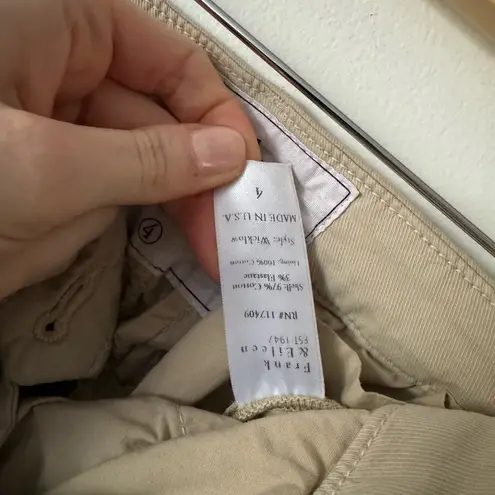 Frank
& Eileen
EST. 1947
RN# 117409
Shell: 97% Cotton
3% Elastane
Lining: 100% Cotton
Style: Wicklow
MADE IN U.S.A.
4
4